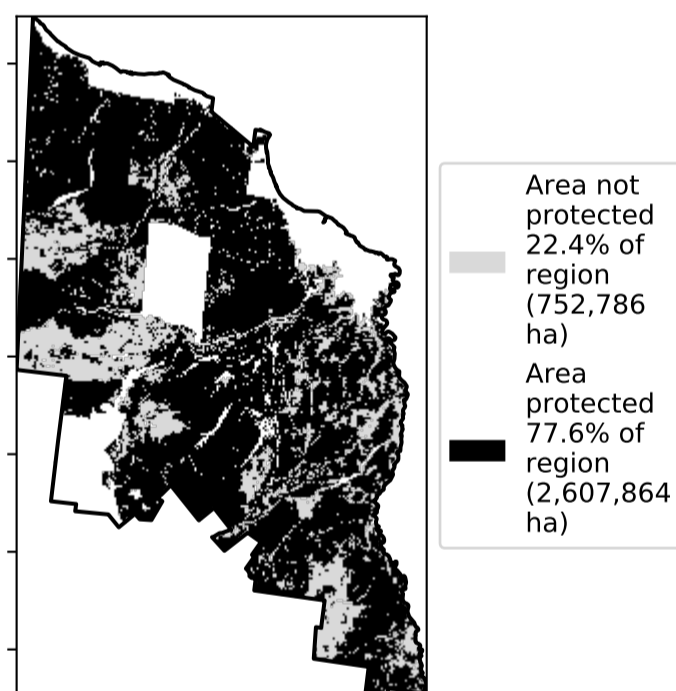 Area not
protected
22.4% of
region
(752,786
ha)
Area
protected
77.6% of
region
(2,607,864
ha)